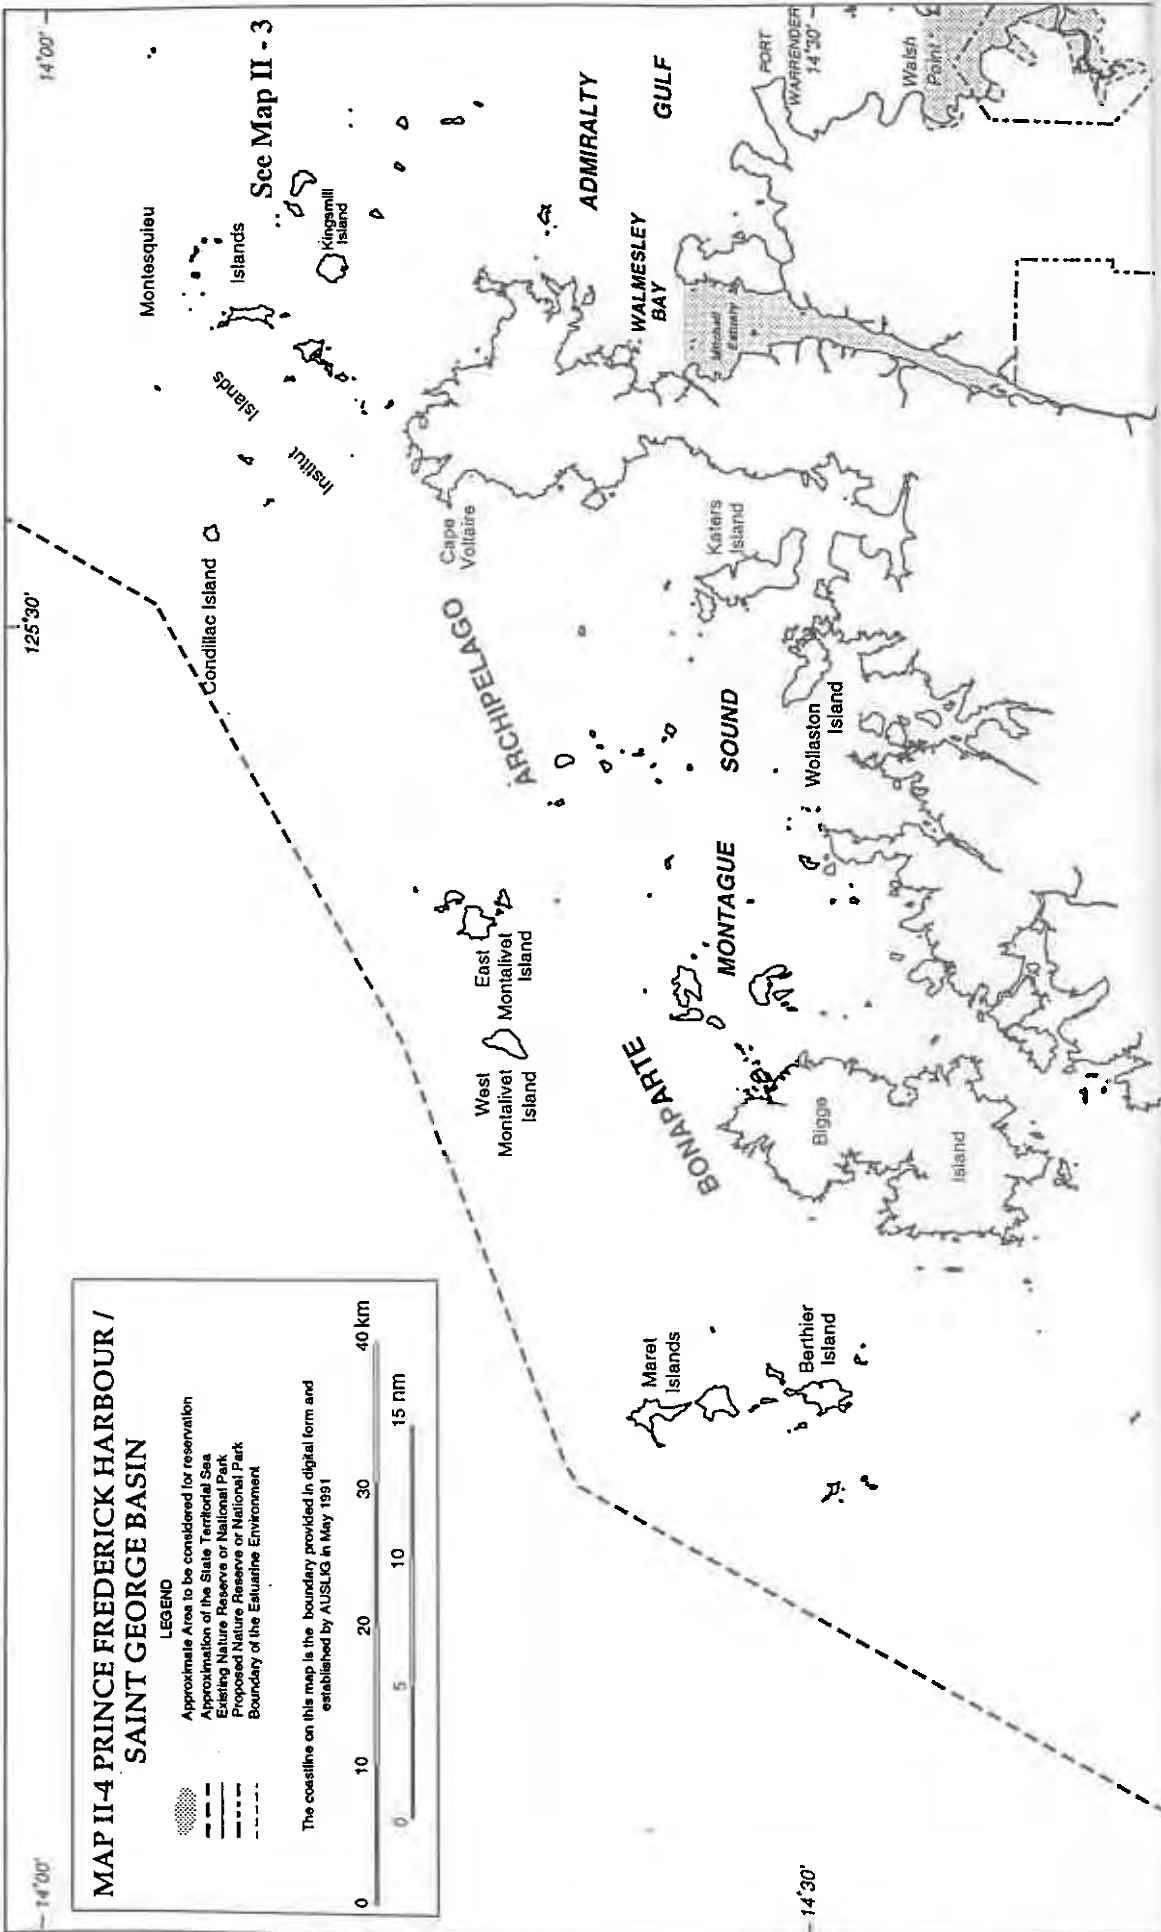 MAP II-4 PRINCE FREDERICK HARBOUR /
SAINT GEORGE BASIN
LEGEND
Approximate Area to be considered for reservation
Approximation of the State Territorial Sea
Existing Nature Reserve or National Park
Proposed Nature Reserve or National Park
Boundary of the Estuarine Environment
The coastline on this map is the boundary provided in digital form and
established by AUSLIG in May 1991
0 10 20 30 40 km
0 5 10 15 nm
14°00'
125°30'
14°00'
See Map II - 3
Montesquieu
Islands
Kingsmill
Island
Islands
Institut
Condillac Island
Cape
Voltaire
ADMIRALTY
GULF
WALMESLEY
BAY
Mitchell
Estuary
PORT
WARRENDER
14°30'
Walsh
Point
Katers
Island
ARCHIPELAGO
SOUND
Wollaston
Island
MONTAGUE
East
Montalivet
Island
West
Montalivet
Island
BONAPARTE
Bigge
Island
Maret
Islands
Berthier
Island
14°30'